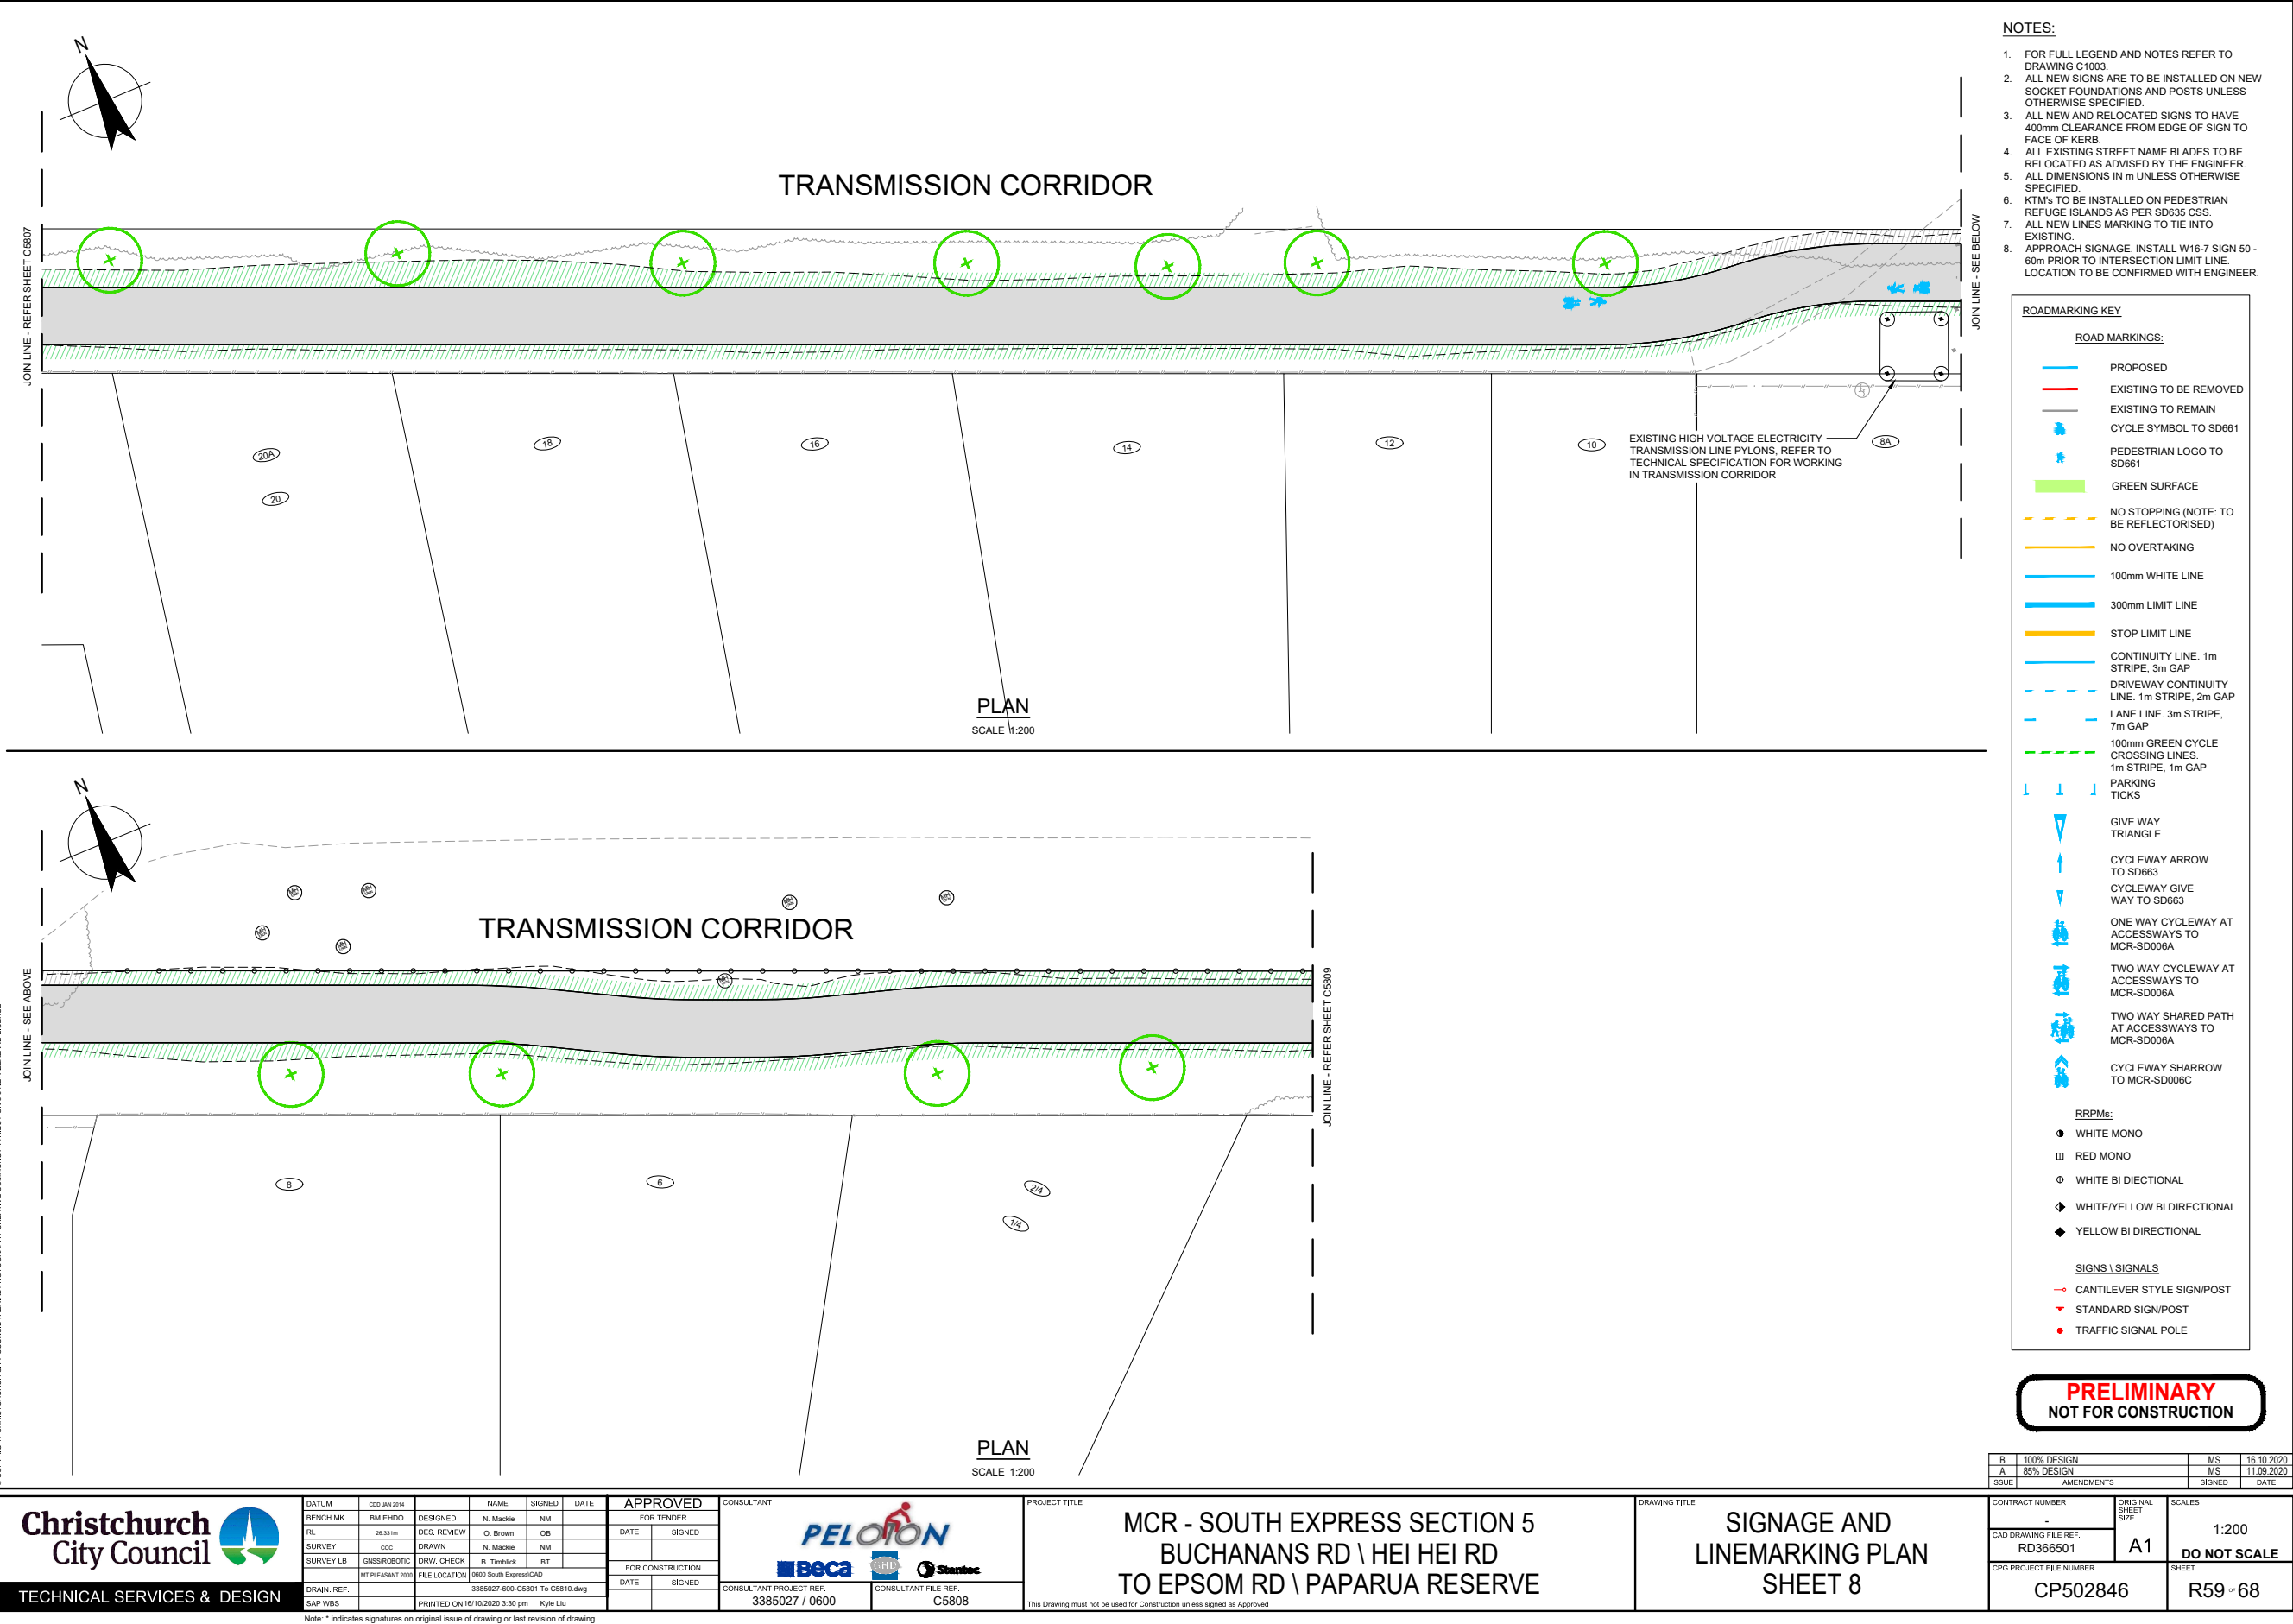 N
TRANSMISSION CORRIDOR
JOIN LINE - REFER SHEET C5807
JOIN LINE - SEE BELOW
20A
20
18
16
14
12
10
8A
EXISTING HIGH VOLTAGE ELECTRICITY
TRANSMISSION LINE PYLONS, REFER TO
TECHNICAL SPECIFICATION FOR WORKING
IN TRANSMISSION CORRIDOR
PLAN
SCALE 1:200
N
TRANSMISSION CORRIDOR
JOIN LINE - SEE ABOVE
JOIN LINE - REFER SHEET C5809
8
6
2/4
1/4
PLAN
SCALE 1:200
NOTES:
1. FOR FULL LEGEND AND NOTES REFER TO
DRAWING C1003.
2. ALL NEW SIGNS ARE TO BE INSTALLED ON NEW
SOCKET FOUNDATIONS AND POSTS UNLESS
OTHERWISE SPECIFIED.
3. ALL NEW AND RELOCATED SIGNS TO HAVE
400mm CLEARANCE FROM EDGE OF SIGN TO
FACE OF KERB.
4. ALL EXISTING STREET NAME BLADES TO BE
RELOCATED AS ADVISED BY THE ENGINEER.
5. ALL DIMENSIONS IN m UNLESS OTHERWISE
SPECIFIED.
6. KTM's TO BE INSTALLED ON PEDESTRIAN
REFUGE ISLANDS AS PER SD635 CSS.
7. ALL NEW LINES MARKING TO TIE INTO
EXISTING.
8. APPROACH SIGNAGE. INSTALL W16-7 SIGN 50 -
60m PRIOR TO INTERSECTION LIMIT LINE.
LOCATION TO BE CONFIRMED WITH ENGINEER.
ROADMARKING KEY
ROAD MARKINGS:
PROPOSED
EXISTING TO BE REMOVED
EXISTING TO REMAIN
CYCLE SYMBOL TO SD661
PEDESTRIAN LOGO TO
SD661
GREEN SURFACE
NO STOPPING (NOTE: TO
BE REFLECTORISED)
NO OVERTAKING
100mm WHITE LINE
300mm LIMIT LINE
STOP LIMIT LINE
CONTINUITY LINE. 1m
STRIPE, 3m GAP
DRIVEWAY CONTINUITY
LINE. 1m STRIPE, 2m GAP
LANE LINE. 3m STRIPE,
7m GAP
100mm GREEN CYCLE
CROSSING LINES.
1m STRIPE, 1m GAP
PARKING
TICKS
GIVE WAY
TRIANGLE
CYCLEWAY ARROW
TO SD663
CYCLEWAY GIVE
WAY TO SD663
ONE WAY CYCLEWAY AT
ACCESSWAYS TO
MCR-SD006A
TWO WAY CYCLEWAY AT
ACCESSWAYS TO
MCR-SD006A
TWO WAY SHARED PATH
AT ACCESSWAYS TO
MCR-SD006A
CYCLEWAY SHARROW
TO MCR-SD006C
RRPMs:
WHITE MONO
RED MONO
WHITE BI DIECTIONAL
WHITE/YELLOW BI DIRECTIONAL
YELLOW BI DIRECTIONAL
SIGNS \ SIGNALS
CANTILEVER STYLE SIGN/POST
STANDARD SIGN/POST
TRAFFIC SIGNAL POLE
PRELIMINARY
NOT FOR CONSTRUCTION
B 100% DESIGN MS 16.10.2020
A 85% DESIGN MS 11.09.2020
ISSUE AMENDMENTS SIGNED DATE
Christchurch
City Council
TECHNICAL SERVICES & DESIGN
DATUM CDD JAN 2014 NAME SIGNED DATE
BENCH MK. BM EHDO DESIGNED N. Mackie NM
RL 26.331m DES. REVIEW O. Brown OB
SURVEY CCC DRAWN N. Mackie NM
SURVEY LB GNSS/ROBOTIC DRW. CHECK B. Timblick BT
MT PLEASANT 2000 FILE LOCATION 0600 South Express\CAD
DRAIN. REF. 3385027-600-C5801 To C5810.dwg
SAP WBS PRINTED ON 16/10/2020 3:30 pm Kyle Liu
Note: * indicates signatures on original issue of drawing or last revision of drawing
APPROVED
FOR TENDER
DATE SIGNED
FOR CONSTRUCTION
DATE SIGNED
CONSULTANT
PELOTON
Beca GHD Stantec
CONSULTANT PROJECT REF. CONSULTANT FILE REF.
3385027 / 0600 C5808
PROJECT TITLE
MCR - SOUTH EXPRESS SECTION 5
BUCHANANS RD \ HEI HEI RD
TO EPSOM RD \ PAPARUA RESERVE
This Drawing must not be used for Construction unless signed as Approved
DRAWING TITLE
SIGNAGE AND
LINEMARKING PLAN
SHEET 8
CONTRACT NUMBER
-
CAD DRAWING FILE REF.
RD366501
CPG PROJECT FILE NUMBER
CP502846
ORIGINAL
SHEET
SIZE
A1
SCALES
1:200
DO NOT SCALE
SHEET
R59 OF 68